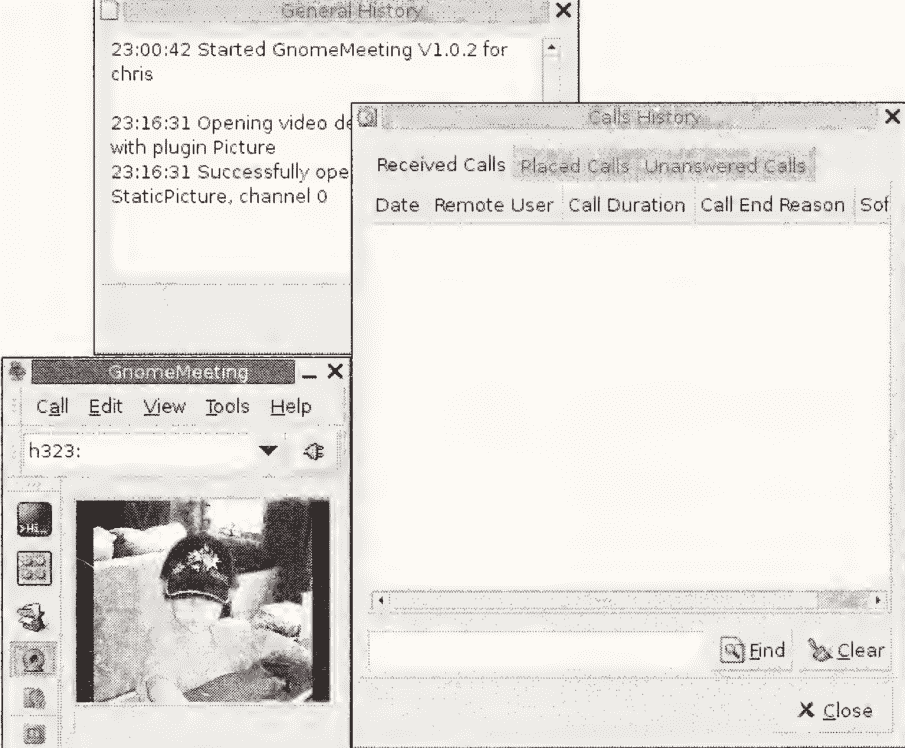 General History
23:00:42 Started GnomeMeeting V1.0.2 for
chris
23:16:31 Opening video de
with plugin Picture
23:16:31 Successfully ope
StaticPicture, channel 0
Calls History
Received Calls Placed Calls Unanswered Calls
Date Remote User Call Duration Call End Reason Sof
GnomeMeeting
Call Edit View Tools Help
h323:
>Hi...
Find Clear
Close